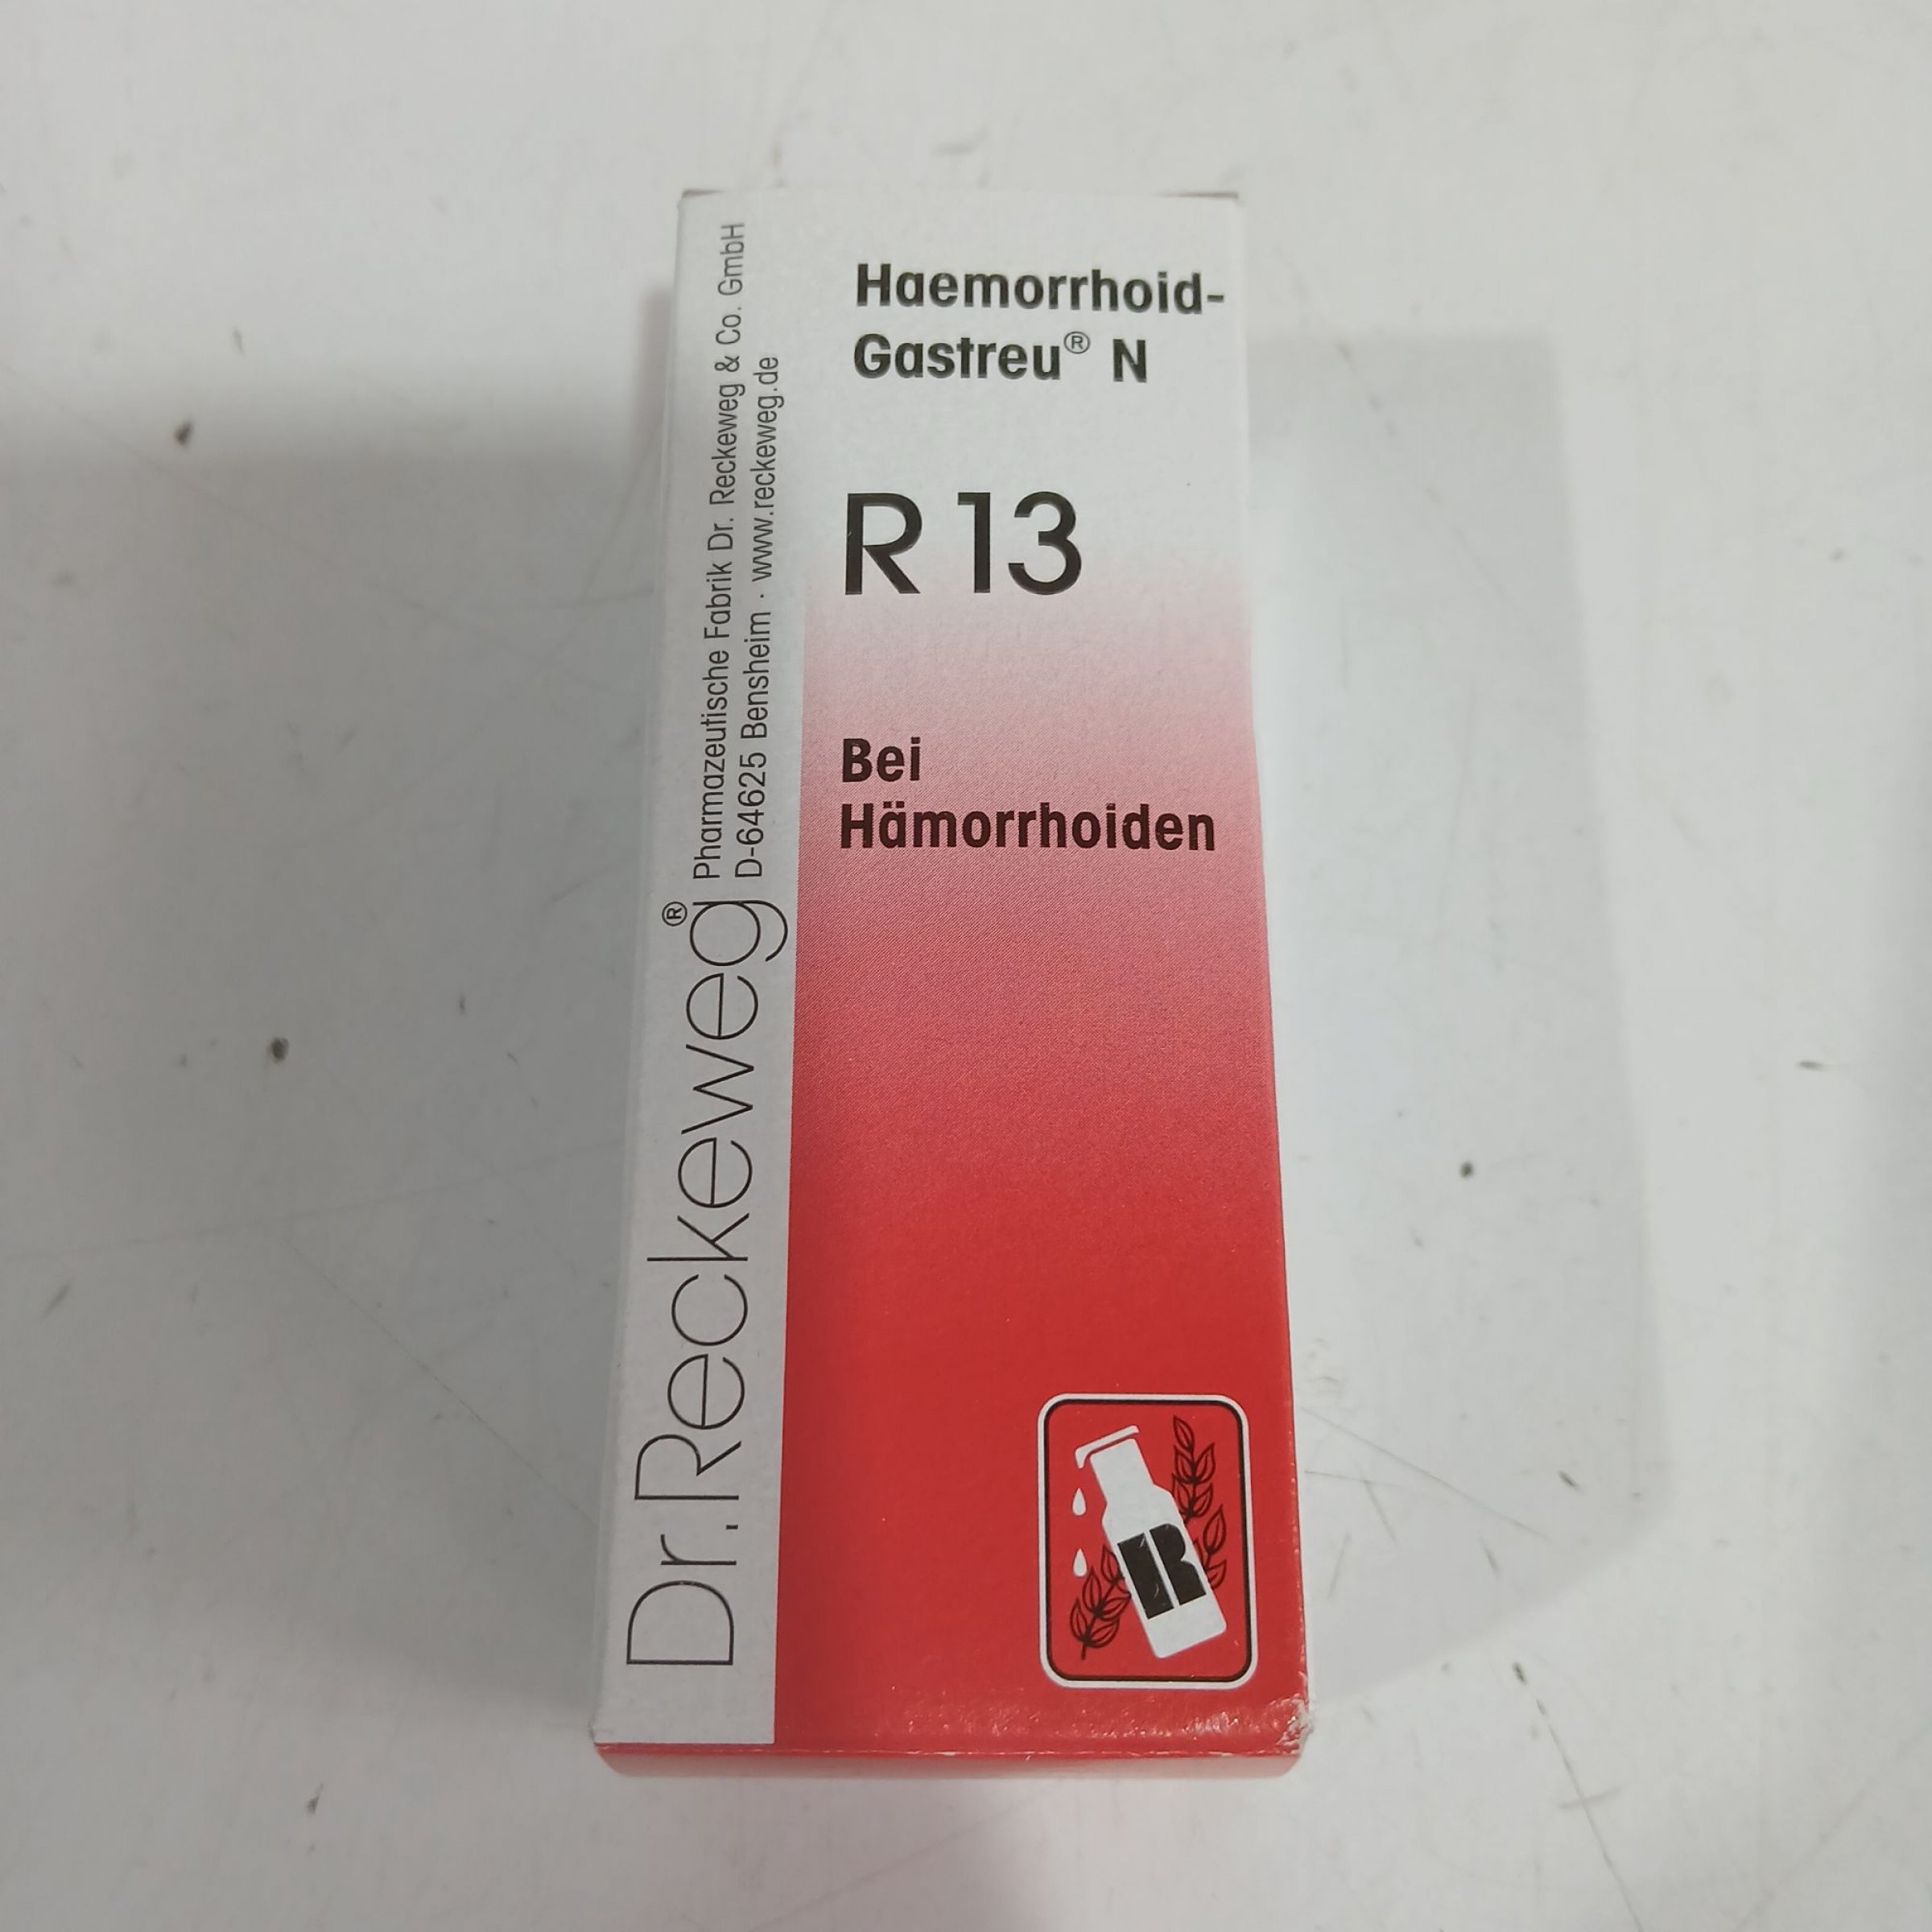 Haemorrhoid-
Gastreu® N
R 13
Bei
Hämorrhoiden
Dr.Reckeweg®
Pharmazeutische Fabrik Dr. Reckeweg & Co. GmbH
D-64625 Bensheim · www.reckeweg.de
R